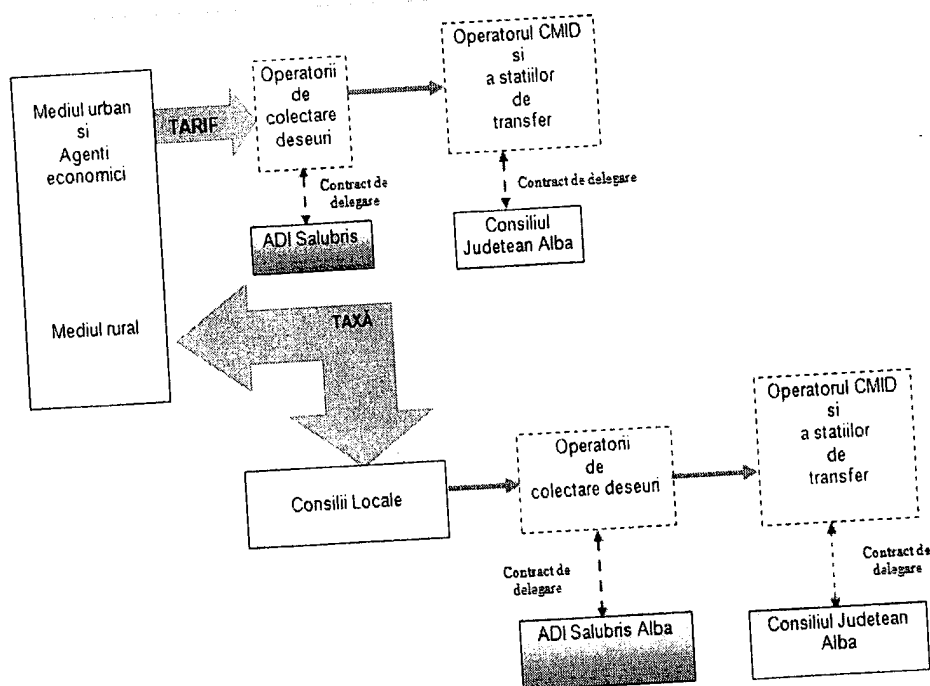 Mediul urban
si
Agenti
economici
TARIF
Operatorii
de
colectare
deseuri
Operatorul CMID
si
a statiilor
de
transfer
Contract de
delegare
Contract de delegare
ADI Salubris
Consiliul
Judetean Alba
Mediul rural
TAXĂ
Consilii Locale
Operatorii
de
colectare deseuri
Operatorul CMID
si
a statiilor
de
transfer
Contract de
delegare
Contract de
delegare
ADI Salubris Alba
Consiliul Judetean
Alba